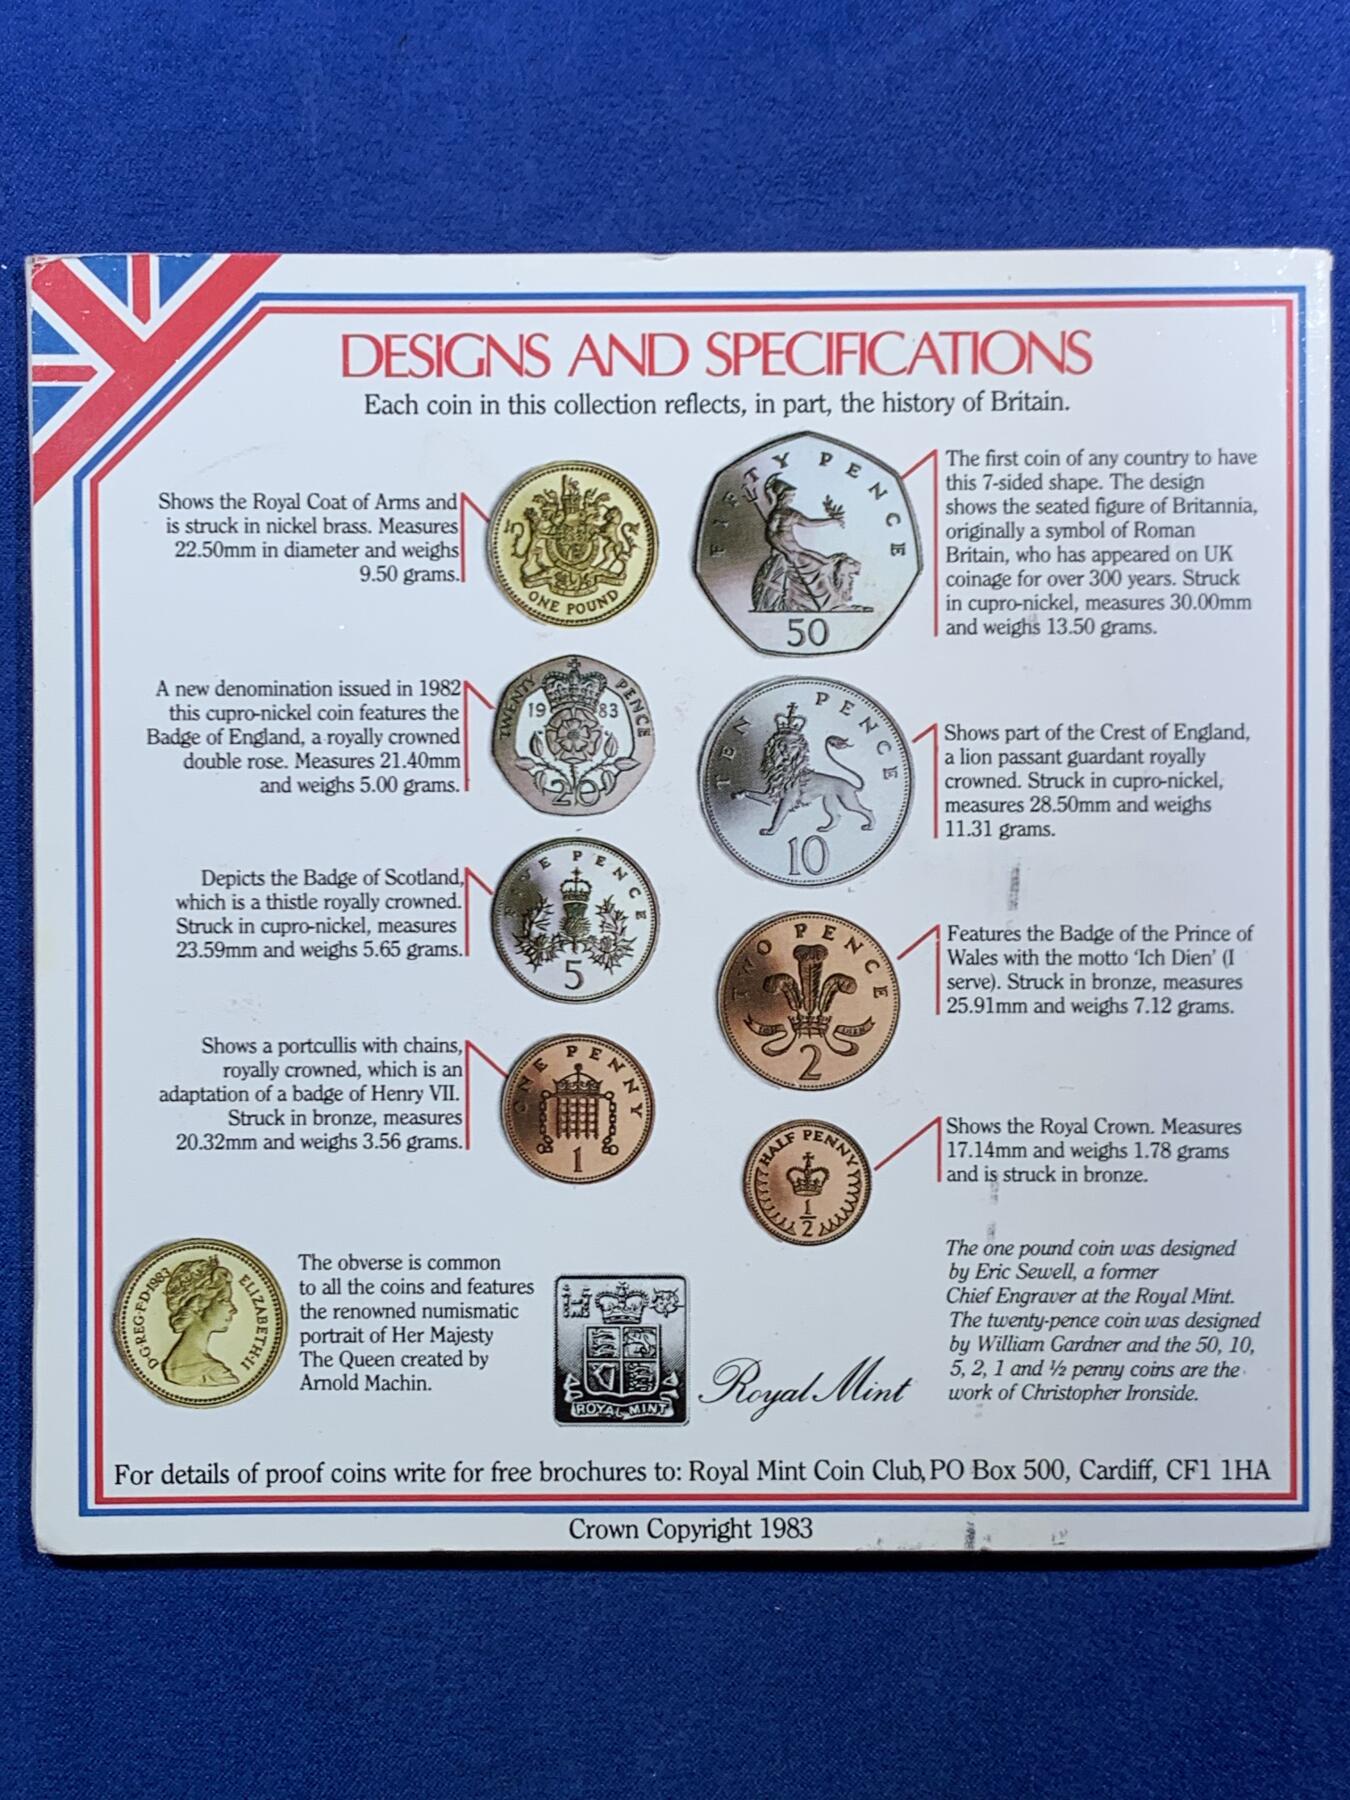 DESIGNS AND SPECIFICATIONS
Each coin in this collection reflects, in part, the history of Britain.
Shows the Royal Coat of Arms and
is struck in nickel brass. Measures
22.50mm in diameter and weighs
9.50 grams.
ONE POUND
FIFTY PENCE
50
The first coin of any country to have
this 7-sided shape. The design
shows the seated figure of Britannia,
originally a symbol of Roman
Britain, who has appeared on UK
coinage for over 300 years. Struck
in cupro-nickel, measures 30.00mm
and weighs 13.50 grams.
A new denomination issued in 1982
this cupro-nickel coin features the
Badge of England, a royally crowned
double rose. Measures 21.40mm
and weighs 5.00 grams.
TWENTY PENCE
1983
20
TEN PENCE
10
Shows part of the Crest of England,
a lion passant guardant royally
crowned. Struck in cupro-nickel,
measures 28.50mm and weighs
11.31 grams.
Depicts the Badge of Scotland,
which is a thistle royally crowned.
Struck in cupro-nickel, measures
23.59mm and weighs 5.65 grams.
FIVE PENCE
5
TWO PENCE
ICH DIEN
2
Features the Badge of the Prince of
Wales with the motto 'Ich Dien' (I
serve). Struck in bronze, measures
25.91mm and weighs 7.12 grams.
Shows a portcullis with chains,
royally crowned, which is an
adaptation of a badge of Henry VII.
Struck in bronze, measures
20.32mm and weighs 3.56 grams.
ONE PENNY
1
HALF PENNY
1/2
Shows the Royal Crown. Measures
17.14mm and weighs 1.78 grams
and is struck in bronze.
D·G·REG·F·D·1983 ELIZABETH·II
The obverse is common
to all the coins and features
the renowned numismatic
portrait of Her Majesty
The Queen created by
Arnold Machin.
ROYAL MINT
Royal Mint
The one pound coin was designed
by Eric Sewell, a former
Chief Engraver at the Royal Mint.
The twenty-pence coin was designed
by William Gardner and the 50, 10,
5, 2, 1 and ½ penny coins are the
work of Christopher Ironside.
For details of proof coins write for free brochures to: Royal Mint Coin Club, PO Box 500, Cardiff, CF1 1HA
Crown Copyright 1983